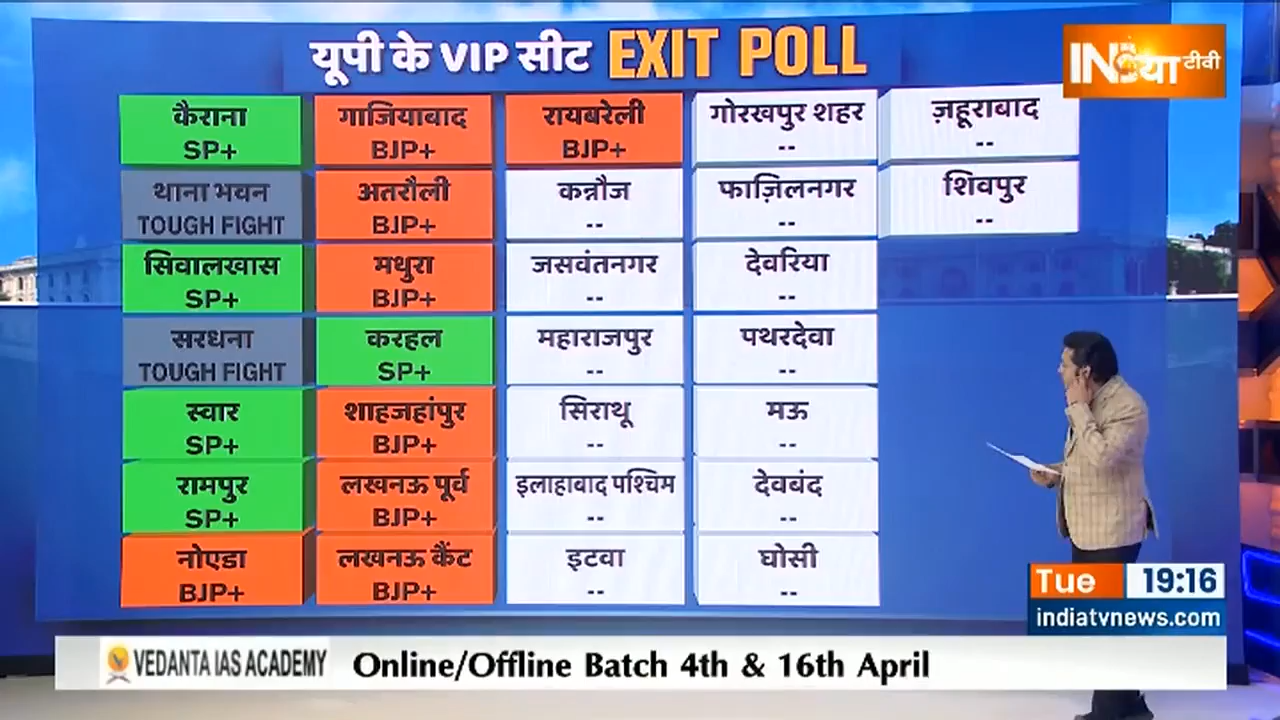 यूपी के VIP सीट EXIT POLL
INDIया टीवी
कैराना
SP+
गाजियाबाद
BJP+
रायबरेली
BJP+
गोरखपुर शहर
--
ज़हूराबाद
--
थाना भवन
TOUGH FIGHT
अतरौली
BJP+
कन्नौज
--
फाज़िलनगर
--
शिवपुर
--
सिवालखास
SP+
मथुरा
BJP+
जसवंतनगर
--
देवरिया
--
सरधना
TOUGH FIGHT
करहल
SP+
महाराजपुर
--
पथरदेवा
--
स्वार
SP+
शाहजहांपुर
BJP+
सिराथू
--
मऊ
--
रामपुर
SP+
लखनऊ पूर्व
BJP+
इलाहाबाद पश्चिम
--
देवबंद
--
नोएडा
BJP+
लखनऊ कैंट
BJP+
इटवा
--
घोसी
--
Tue 19:16
indiatvnews.com
VEDANTA IAS ACADEMY Online/Offline Batch 4th & 16th April